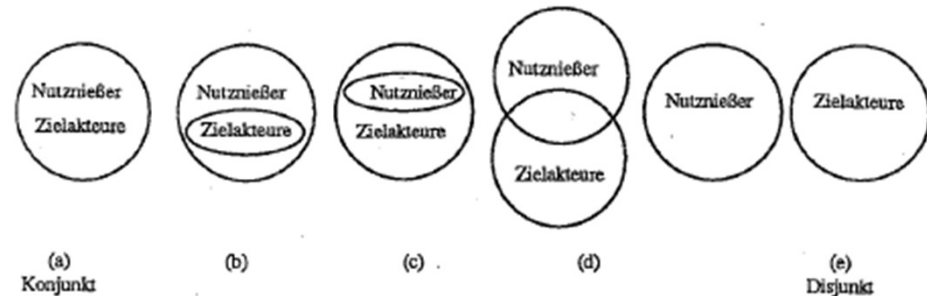 Nutznießer
Zielakteure
Nutznießer
Zielakteure
Nutznießer
Zielakteure
Nutznießer
Zielakteure
Nutznießer
Zielakteure
(a)
Konjunkt
(b)
(c)
(d)
(e)
Disjunkt